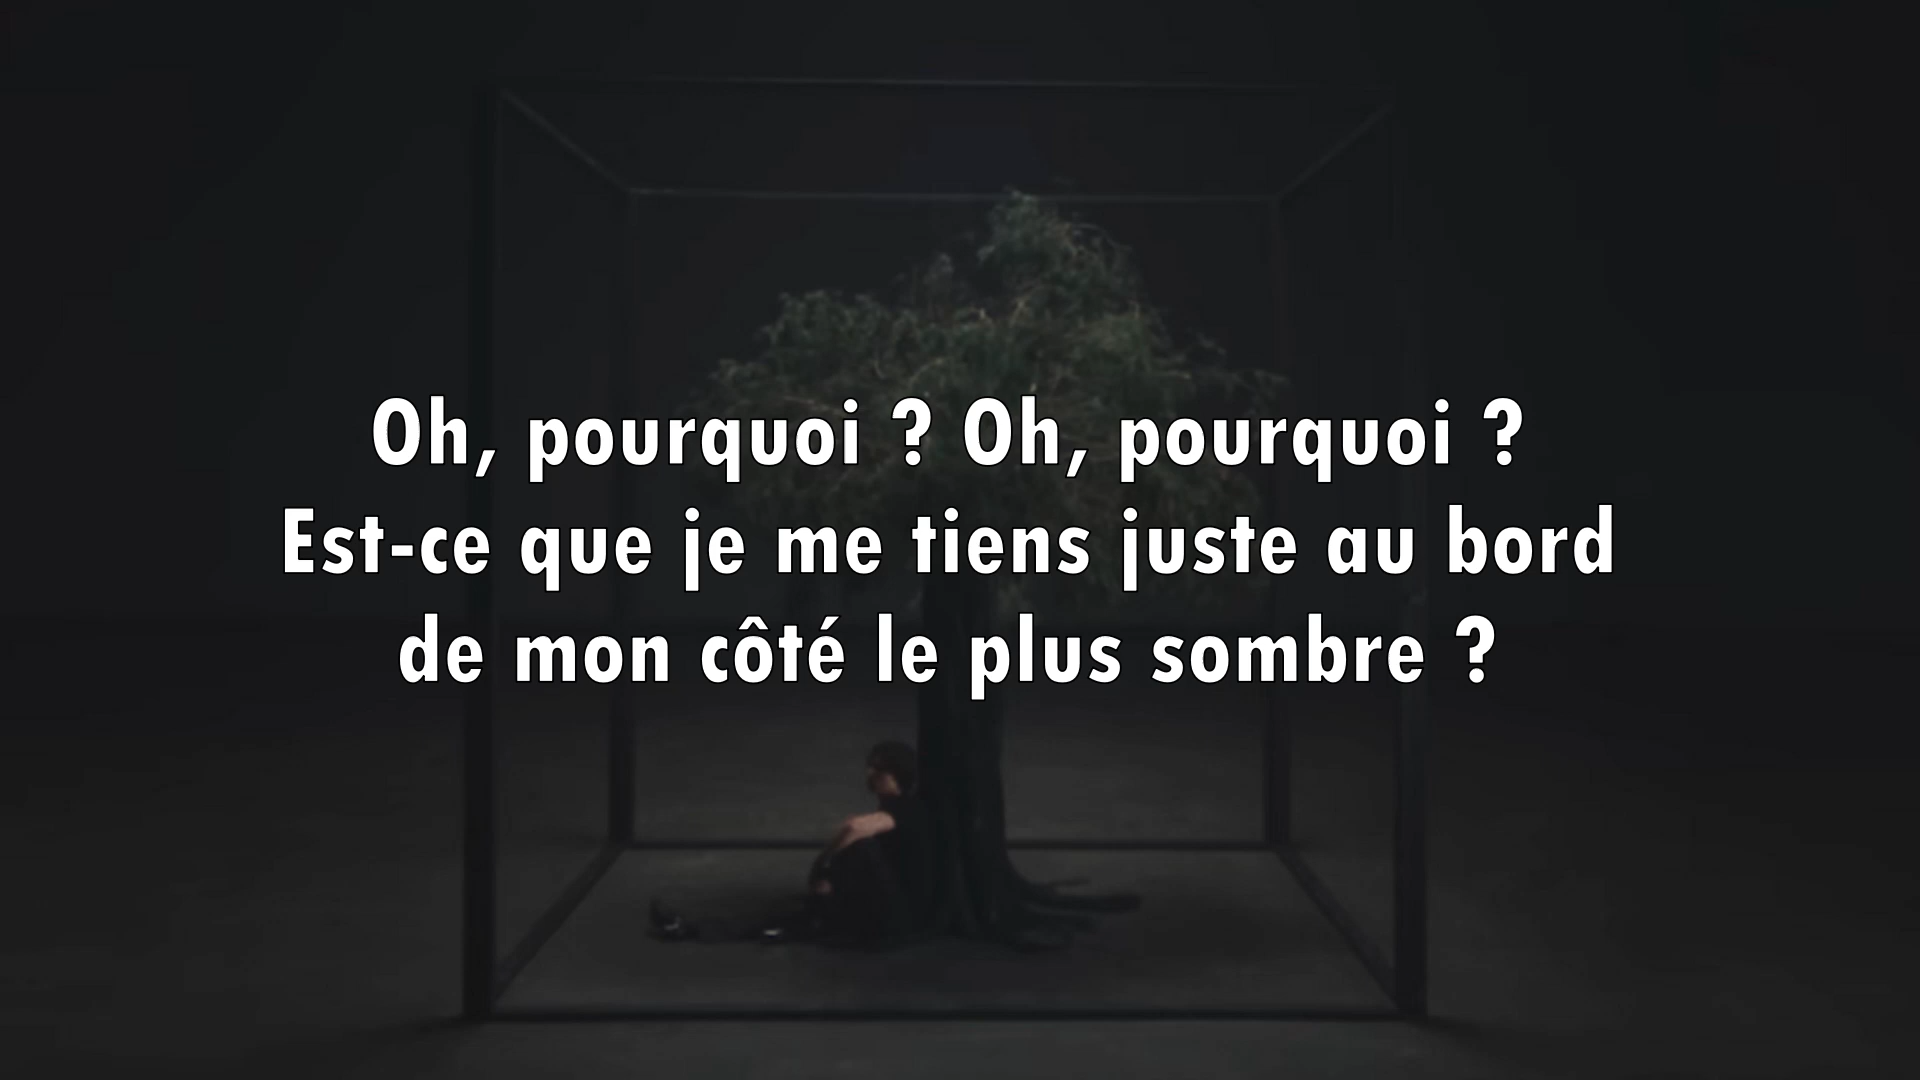 Oh, pourquoi ? Oh, pourquoi ?
Est-ce que je me tiens juste au bord
de mon côté le plus sombre ?